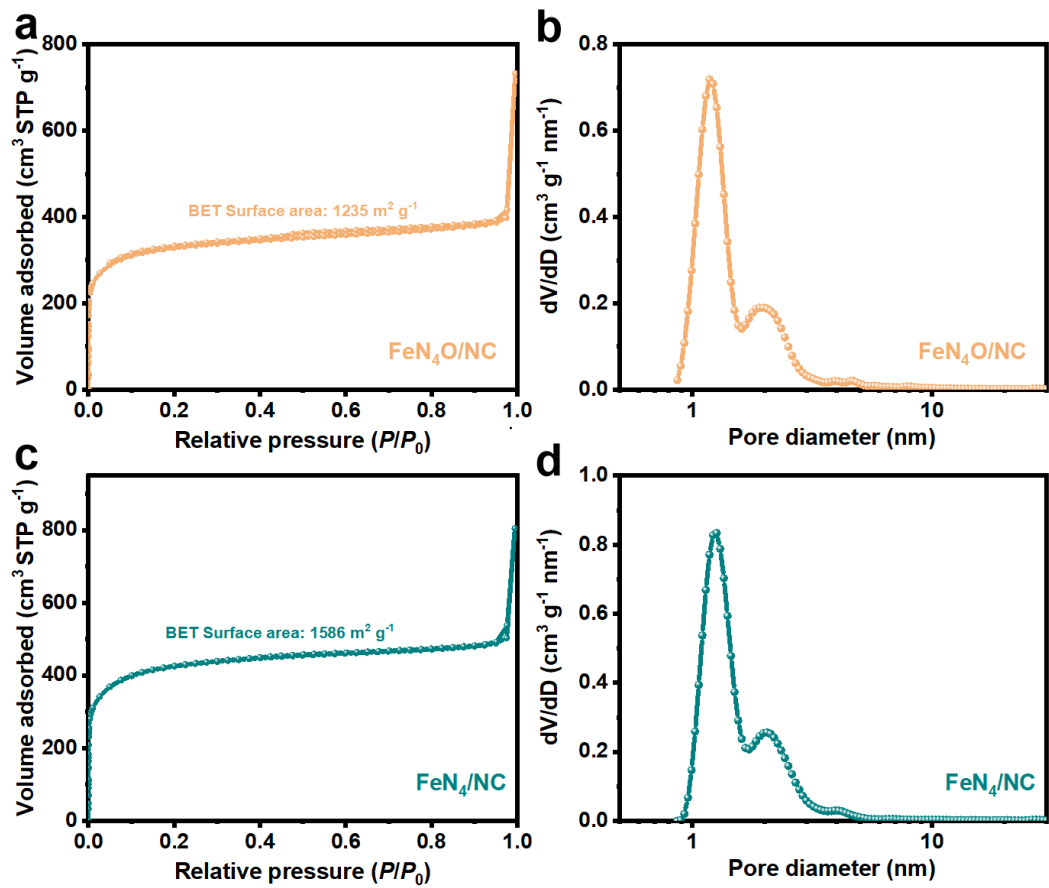 a
Volume adsorbed (cm³ STP g⁻¹)
800
600
400
200
0
BET Surface area: 1235 m² g⁻¹
FeN₄O/NC
0.0 0.2 0.4 0.6 0.8 1.0
Relative pressure (P/P₀)
b
dV/dD (cm³ g⁻¹ nm⁻¹)
0.8
0.6
0.4
0.2
0.0
FeN₄O/NC
1 10
Pore diameter (nm)
c
Volume adsorbed (cm³ STP g⁻¹)
800
600
400
200
0
BET Surface area: 1586 m² g⁻¹
FeN₄/NC
0.0 0.2 0.4 0.6 0.8 1.0
Relative pressure (P/P₀)
d
dV/dD (cm³ g⁻¹ nm⁻¹)
1.0
0.8
0.6
0.4
0.2
0.0
FeN₄/NC
1 10
Pore diameter (nm)